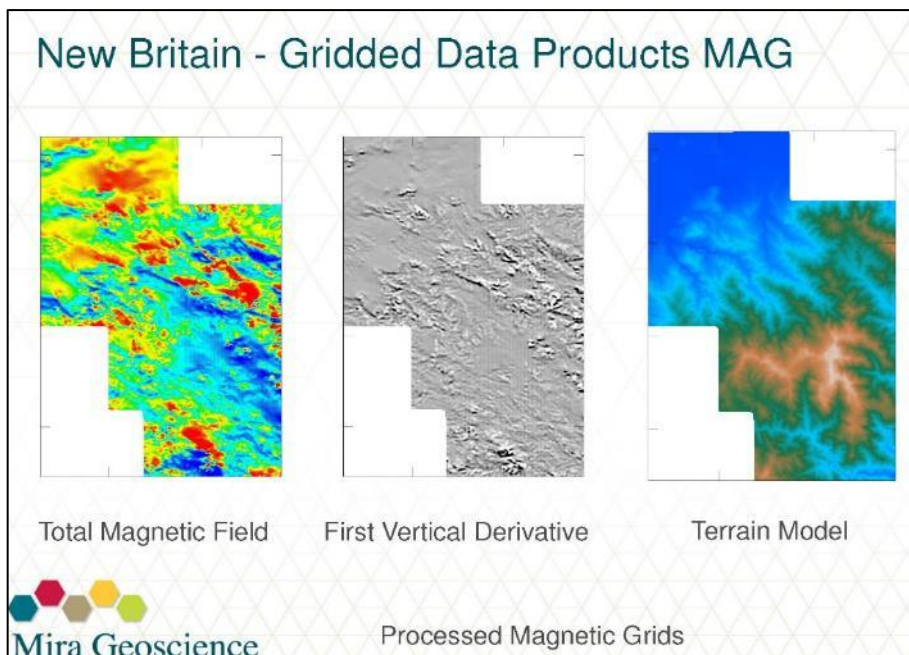 New Britain - Gridded Data Products MAG
Total Magnetic Field
First Vertical Derivative
Terrain Model
Mira Geoscience
Processed Magnetic Grids